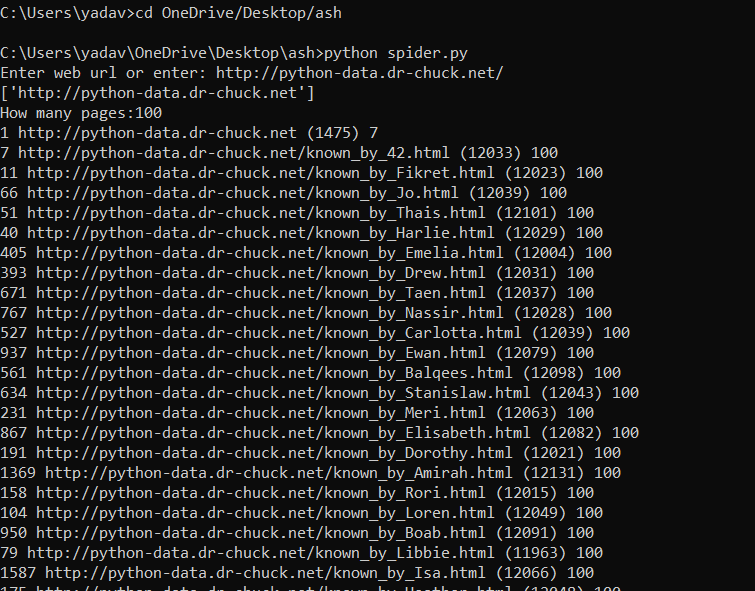 C:\Users\yadav>cd OneDrive/Desktop/ash
C:\Users\yadav\OneDrive\Desktop\ash>python spider.py
Enter web url or enter: http://python-data.dr-chuck.net/
['http://python-data.dr-chuck.net']
How many pages:100
1 http://python-data.dr-chuck.net (1475) 7
7 http://python-data.dr-chuck.net/known_by_42.html (12033) 100
11 http://python-data.dr-chuck.net/known_by_Fikret.html (12023) 100
66 http://python-data.dr-chuck.net/known_by_Jo.html (12039) 100
51 http://python-data.dr-chuck.net/known_by_Thais.html (12101) 100
40 http://python-data.dr-chuck.net/known_by_Harlie.html (12029) 100
405 http://python-data.dr-chuck.net/known_by_Emelia.html (12004) 100
393 http://python-data.dr-chuck.net/known_by_Drew.html (12031) 100
671 http://python-data.dr-chuck.net/known_by_Taen.html (12037) 100
767 http://python-data.dr-chuck.net/known_by_Nassir.html (12028) 100
527 http://python-data.dr-chuck.net/known_by_Carlotta.html (12039) 100
937 http://python-data.dr-chuck.net/known_by_Ewan.html (12079) 100
561 http://python-data.dr-chuck.net/known_by_Balqees.html (12098) 100
634 http://python-data.dr-chuck.net/known_by_Stanislaw.html (12043) 100
231 http://python-data.dr-chuck.net/known_by_Meri.html (12063) 100
867 http://python-data.dr-chuck.net/known_by_Elisabeth.html (12082) 100
191 http://python-data.dr-chuck.net/known_by_Dorothy.html (12021) 100
1369 http://python-data.dr-chuck.net/known_by_Amirah.html (12131) 100
158 http://python-data.dr-chuck.net/known_by_Rori.html (12015) 100
104 http://python-data.dr-chuck.net/known_by_Loren.html (12049) 100
950 http://python-data.dr-chuck.net/known_by_Boab.html (12091) 100
79 http://python-data.dr-chuck.net/known_by_Libbie.html (11963) 100
1587 http://python-data.dr-chuck.net/known_by_Isa.html (12066) 100